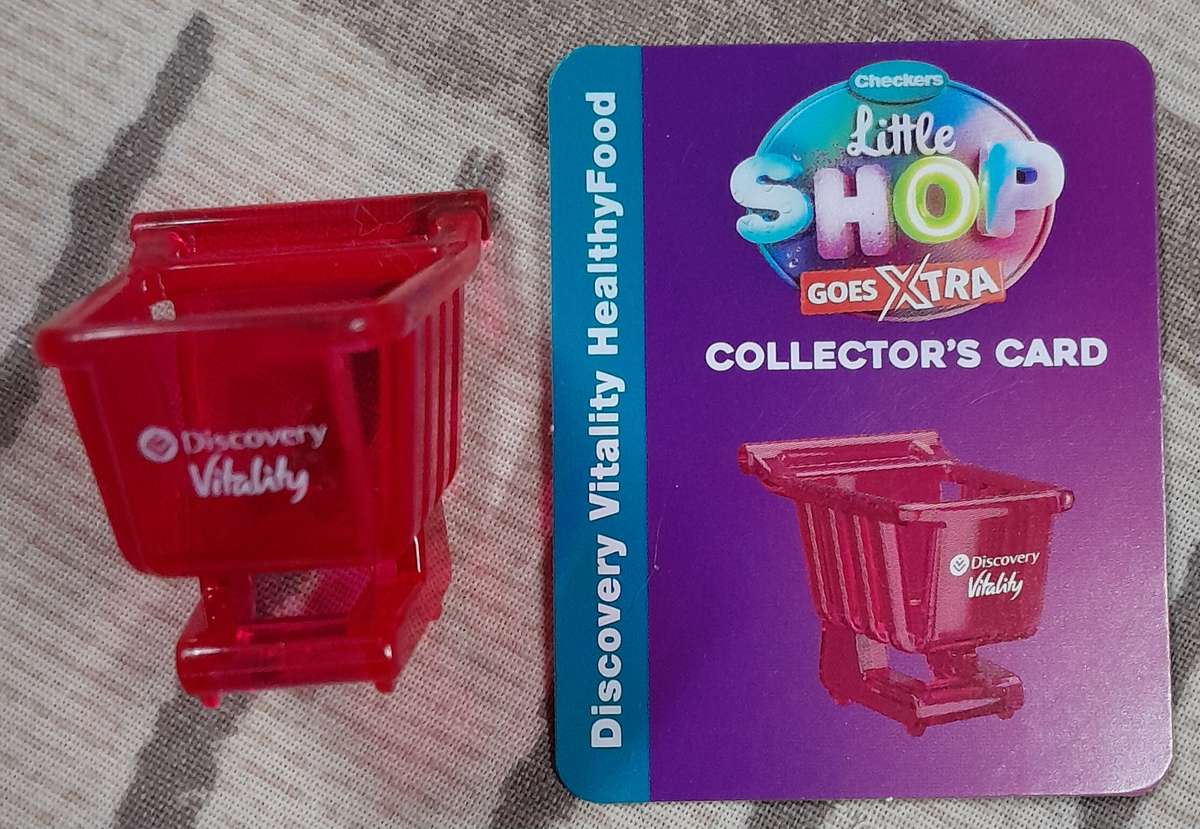 Discovery
Vitality
Discovery Vitality HealthyFood
Checkers
Little
SHOP
GOES XTRA
COLLECTOR'S CARD
Discovery
Vitality